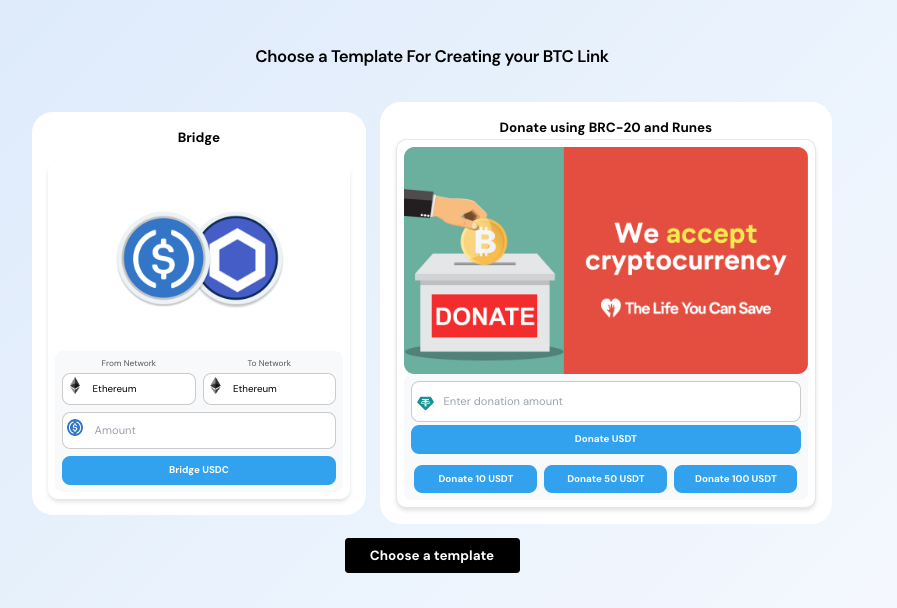 Choose a Template For Creating your BTC Link
Bridge
From Network
To Network
Ethereum
Ethereum
Amount
Bridge USDC
Donate using BRC-20 and Runes
DONATE
We accept
cryptocurrency
The Life You Can Save
Enter donation amount
Donate USDT
Donate 10 USDT
Donate 50 USDT
Donate 100 USDT
Choose a template